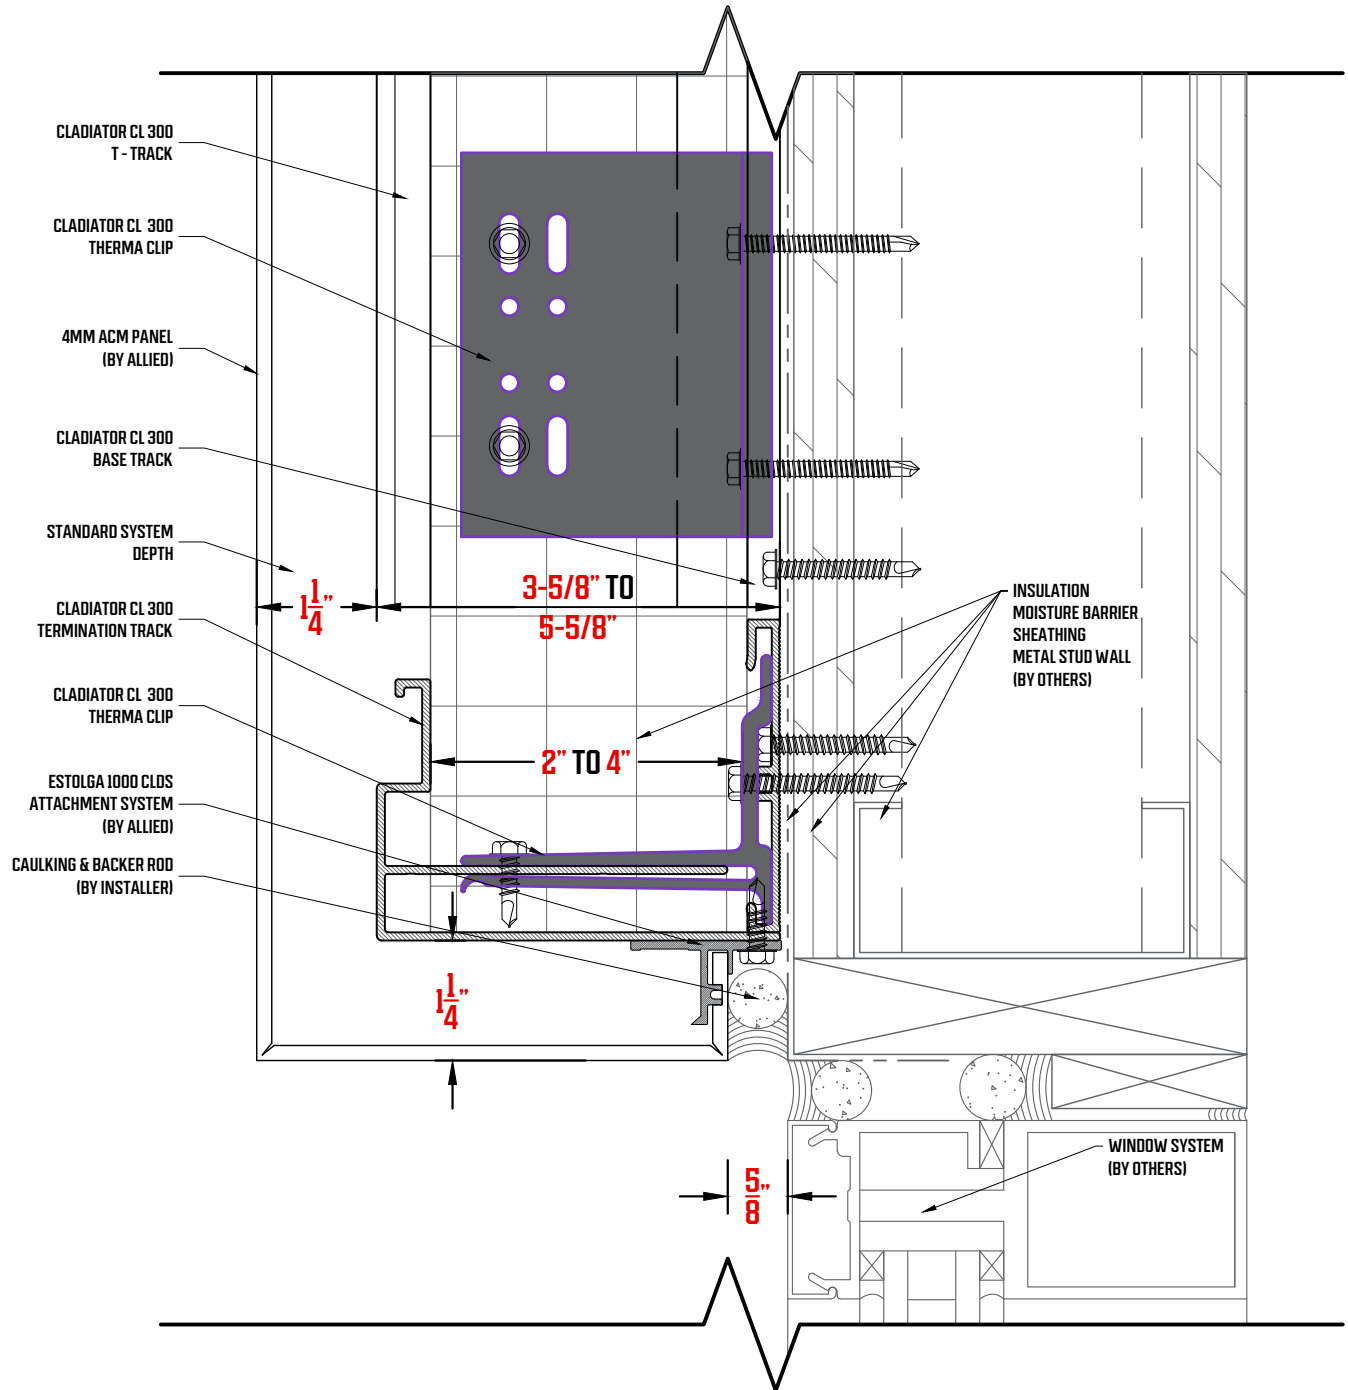 CLADIATOR CL 300
T - TRACK
CLADIATOR CL 300
THERMA CLIP
4MM ACM PANEL
(BY ALLIED)
CLADIATOR CL 300
BASE TRACK
STANDARD SYSTEM
DEPTH
CLADIATOR CL 300
TERMINATION TRACK
CLADIATOR CL 300
THERMA CLIP
ESTOLGA 1000 CLDS
ATTACHMENT SYSTEM
(BY ALLIED)
CAULKING & BACKER ROD
(BY INSTALLER)
1 1/4"
3-5/8" TO
5-5/8"
2" TO 4"
1 1/4"
5/8"
INSULATION
MOISTURE BARRIER
SHEATHING
METAL STUD WALL
(BY OTHERS)
WINDOW SYSTEM
(BY OTHERS)